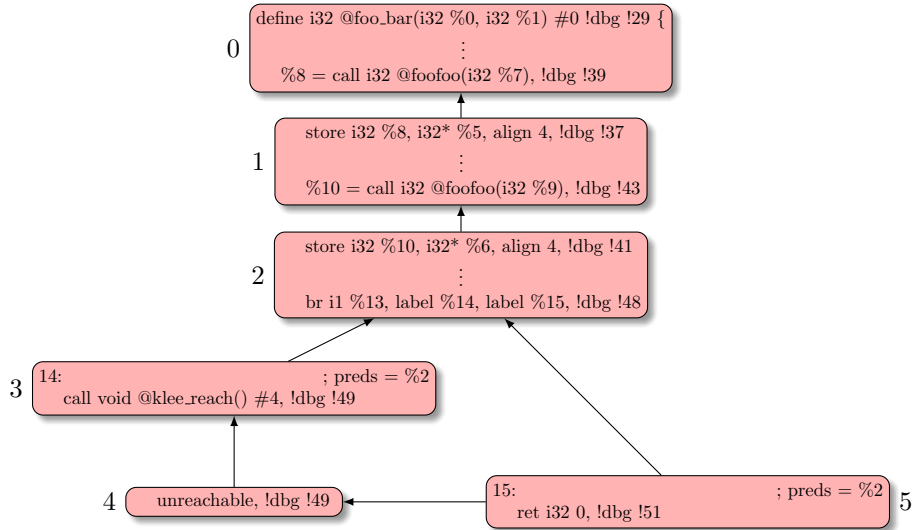 define i32 @foo_bar(i32 %0, i32 %1) #0 !dbg !29 {
0
⋮
%8 = call i32 @foofoo(i32 %7), !dbg !39
store i32 %8, i32* %5, align 4, !dbg !37
1
⋮
%10 = call i32 @foofoo(i32 %9), !dbg !43
store i32 %10, i32* %6, align 4, !dbg !41
2
⋮
br i1 %13, label %14, label %15, !dbg !48
14: ; preds = %2
3
call void @klee_reach() #4, !dbg !49
4
unreachable, !dbg !49
15: ; preds = %2
5
ret i32 0, !dbg !51